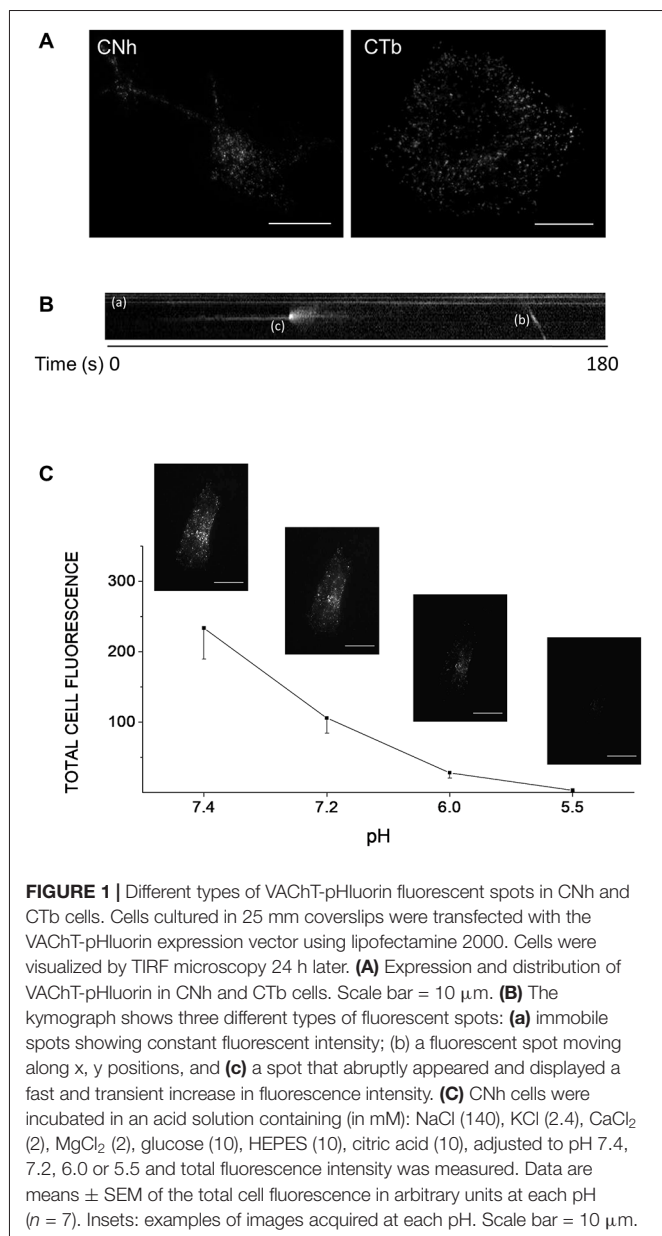 A
CNh
CTb
B
(a)
(c)
(b)
Time (s) 0
180
C
TOTAL CELL FLUORESCENCE
300
200
100
7.4
7.2
6.0
5.5
pH
FIGURE 1 | Different types of VAChT-pHluorin fluorescent spots in CNh and
CTb cells. Cells cultured in 25 mm coverslips were transfected with the
VAChT-pHluorin expression vector using lipofectamine 2000. Cells were
visualized by TIRF microscopy 24 h later. (A) Expression and distribution of
VAChT-pHluorin in CNh and CTb cells. Scale bar = 10 μm. (B) The
kymograph shows three different types of fluorescent spots: (a) immobile
spots showing constant fluorescent intensity; (b) a fluorescent spot moving
along x, y positions, and (c) a spot that abruptly appeared and displayed a
fast and transient increase in fluorescence intensity. (C) CNh cells were
incubated in an acid solution containing (in mM): NaCl (140), KCl (2.4), CaCl₂
(2), MgCl₂ (2), glucose (10), HEPES (10), citric acid (10), adjusted to pH 7.4,
7.2, 6.0 or 5.5 and total fluorescence intensity was measured. Data are
means ± SEM of the total cell fluorescence in arbitrary units at each pH
(n = 7). Insets: examples of images acquired at each pH. Scale bar = 10 μm.